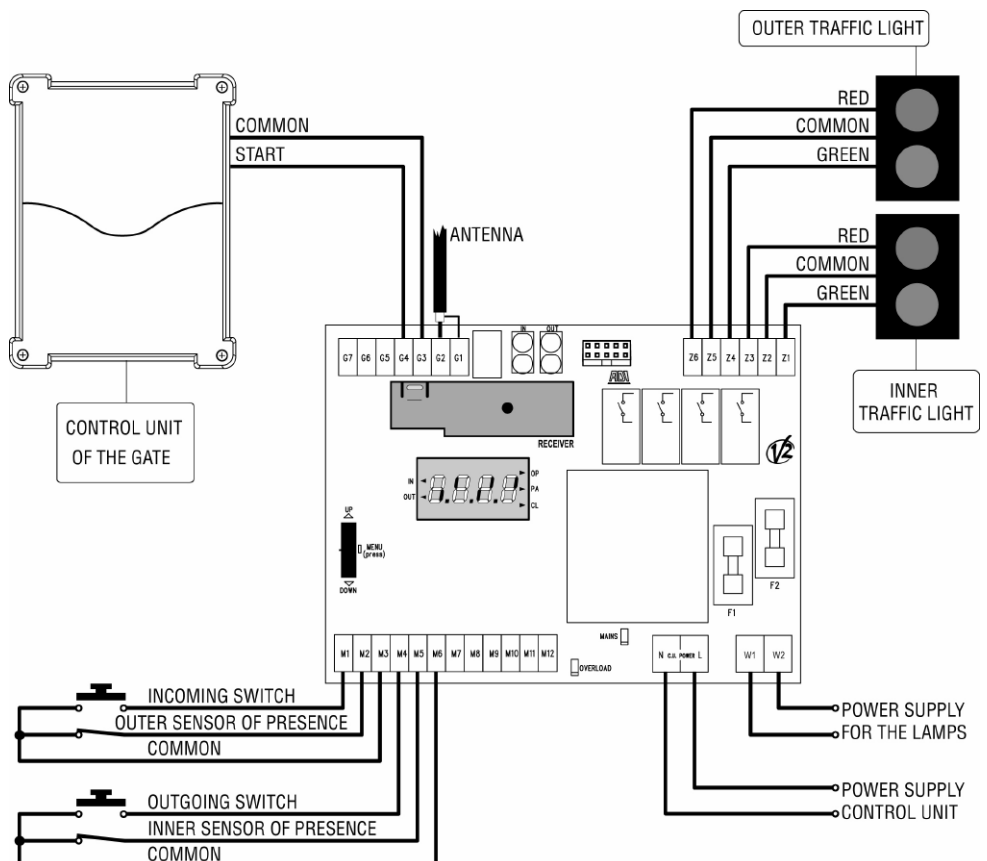 OUTER TRAFFIC LIGHT
RED
COMMON
GREEN
COMMON
START
ANTENNA
RED
COMMON
GREEN
INNER
TRAFFIC LIGHT
CONTROL UNIT
OF THE GATE
IN OUT
G7 G6 G5 G4 G3 G2 G1
Z6 Z5 Z4 Z3 Z2 Z1
RECEIVER
V2
IN
OUT
OP
PA
CL
UP
MENU
(press)
DOWN
F1
F2
MAINS
OVERLOAD
M1 M2 M3 M4 M5 M6 M7 M8 M9 M10 M11 M12
N C.U. POWER L
W1 W2
INCOMING SWITCH
OUTER SENSOR OF PRESENCE
COMMON
POWER SUPPLY
FOR THE LAMPS
OUTGOING SWITCH
INNER SENSOR OF PRESENCE
COMMON
POWER SUPPLY
CONTROL UNIT